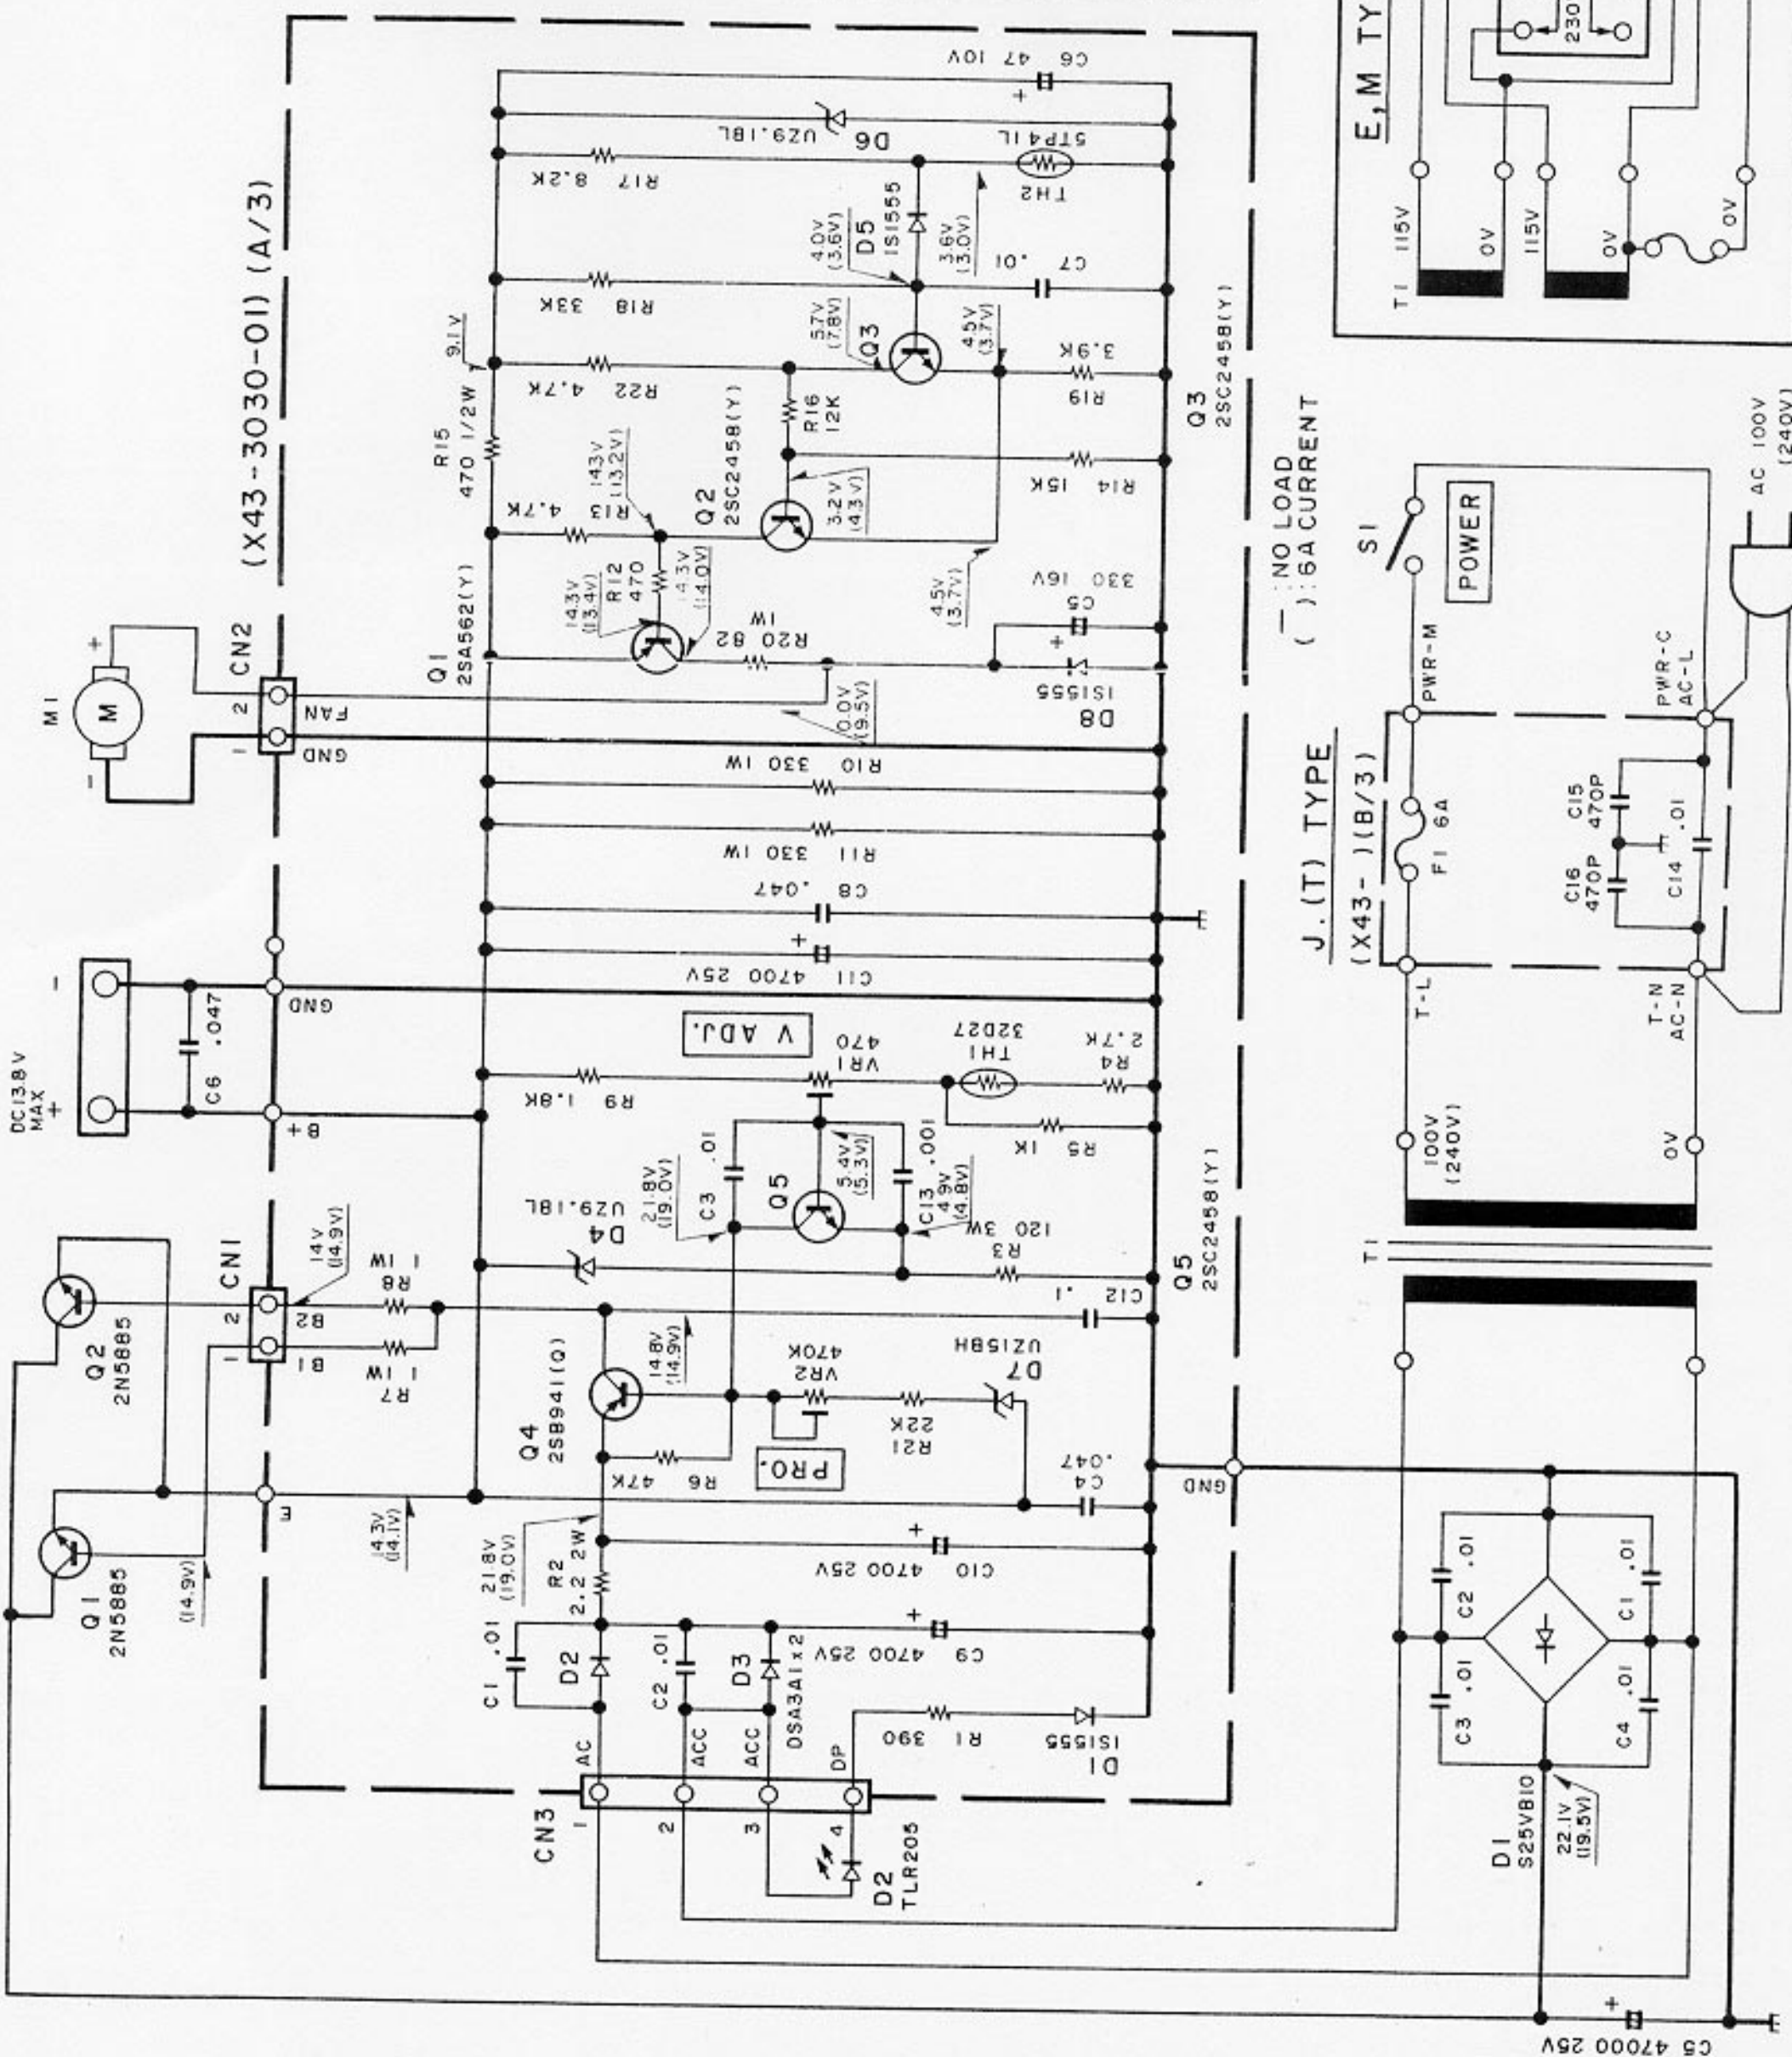 C6 47 10V
+
UZ9.1BL
D6
5TP41L
TH2
R17 8.2K
D5
1S1555
4.0V
(3.6V)
3.6V
(3.0V)
C7 .01
R18 33K
(X43-3030-01) (A/3)
9.1V
5.7V
(7.8V)
Q3
4.5V
(3.7V)
R22 4.7K
3.9K
R19
Q3
2SC2458(Y)
R15
470 1/2W
R16
12K
R14 15K
14.3V
(13.2V)
Q2
2SC2458(Y)
3.2V
(4.3V)
R13 4.7K
14.3V
(13.4V)
R12
470
14.3V
(14.0V)
4.5V
(3.7V)
330 16V
C5
+
Q1
2SA562(Y)
R20 82
1W
1S1555
D8
0.0V
(9.5V)
— : NO LOAD
( ) : 6A CURRENT
M1
M
+
-
CN2
2
1
FAN
GND
R10 330 1W
R11 330 1W
C8 .047
C11 4700 25V
+
DC13.8V
MAX
+
-
C6 .047
GND
B+
V ADJ.
VR1
470
TH1
32D27
R4
2.7K
R9 1.8K
R5 1K
C3 .01
Q5
5.4V
(5.3V)
C13 .001
4.9V
(4.8V)
21.8V
(19.0V)
D4
UZ9.1BL
R3
120 3W
Q5
2SC2458(Y)
Q2
2N5885
CN1
2
1
14V
(14.9V)
B2
B1
R8
1 1W
R7
1 1W
C12 .1
14.8V
(14.9V)
Q4
2SB941(Q)
VR2
470K
R21
22K
D7
UZ15BH
PRO.
R6 47K
C4
.047
GND
Q1
2N5885
(14.9V)
E
14.3V
(14.1V)
21.8V
(19.0V)
R2
2.2 2W
C10 4700 25V
+
C1 .01
D2
C2 .01
D3
DSA3A1x2
C9 4700 25V
+
CN3
1
2
3
4
AC
ACC
ACC
DP
R1 390
1S1555
D1
D2
TLR205
E,M TY
230
T1
115V
0V
115V
0V
0V
J.(T) TYPE
(X43- )(B/3)
S1
POWER
PWR-M
PWR-C
AC-L
AC 100V
(240V)
F1 6A
C15
470P
C16
470P
C14 .01
T-L
T-N
AC-N
100V
(240V)
0V
T1
C2 .01
C1 .01
C3 .01
C4 .01
D1
S25VB10
22.1V
(19.5V)
C5 47000 25V
+